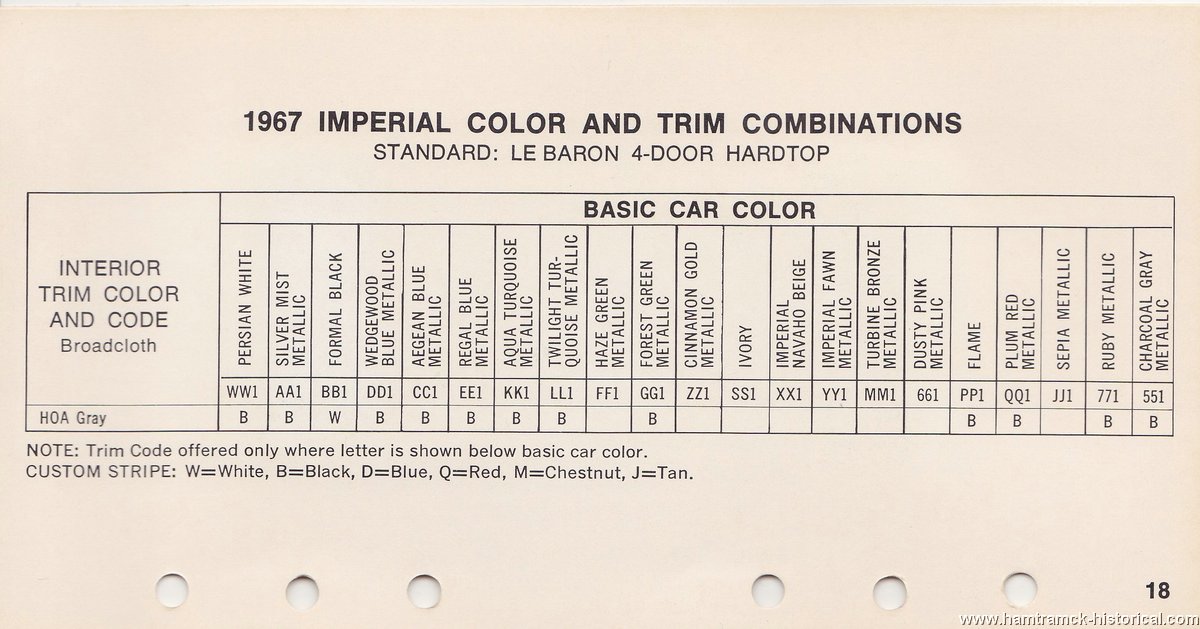 1967 IMPERIAL COLOR AND TRIM COMBINATIONS
STANDARD: LE BARON 4-DOOR HARDTOP
INTERIOR
TRIM COLOR
AND CODE
Broadcloth
BASIC CAR COLOR
PERSIAN WHITE
SILVER MIST
METALLIC
FORMAL BLACK
WEDGEWOOD
BLUE METALLIC
AEGEAN BLUE
METALLIC
REGAL BLUE
METALLIC
AQUA TURQUOISE
METALLIC
TWILIGHT TUR-
QUOISE METALLIC
HAZE GREEN
METALLIC
FOREST GREEN
METALLIC
CINNAMON GOLD
METALLIC
IVORY
IMPERIAL
NAVAHO BEIGE
IMPERIAL FAWN
METALLIC
TURBINE BRONZE
METALLIC
DUSTY PINK
METALLIC
FLAME
PLUM RED
METALLIC
SEPIA METALLIC
RUBY METALLIC
CHARCOAL GRAY
METALLIC
WW1 AA1 BB1 DD1 CC1 EE1 KK1 LL1 FF1 GG1 ZZ1 SS1 XX1 YY1 MM1 661 PP1 QQ1 JJ1 771 551
HOA Gray B B W B B B B B B B B B B
NOTE: Trim Code offered only where letter is shown below basic car color.
CUSTOM STRIPE: W=White, B=Black, D=Blue, Q=Red, M=Chestnut, J=Tan.
18
www.hamtramck-historical.com